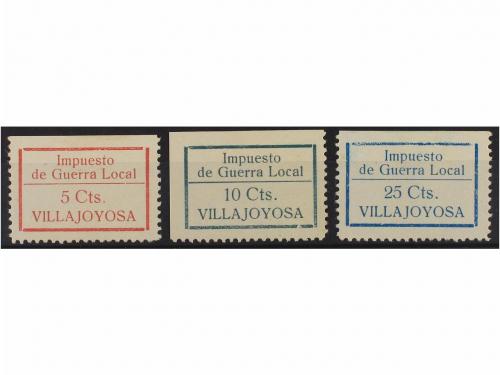 Impuesto
de Guerra Local
5 Cts.
VILLAJOYOSA
Impuesto
de Guerra Local
10 Cts.
VILLAJOYOSA
Impuesto
de Guerra Local
25 Cts.
VILLAJOYOSA